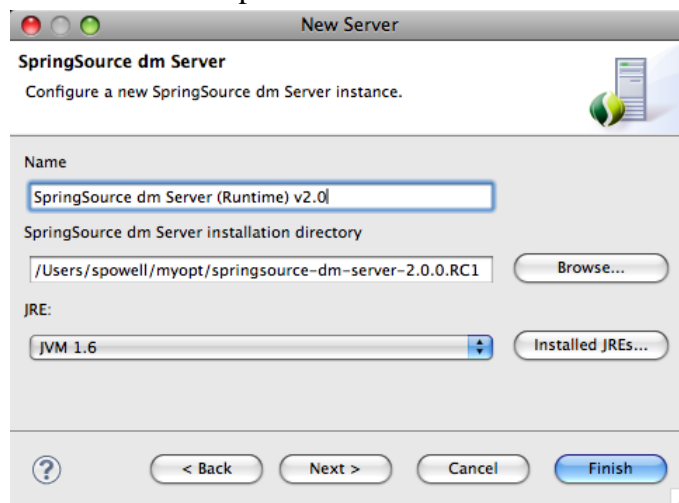 New Server
SpringSource dm Server
Configure a new SpringSource dm Server instance.
Name
SpringSource dm Server (Runtime) v2.0
SpringSource dm Server installation directory
/Users/spowell/myopt/springsource-dm-server-2.0.0.RC1
Browse...
JRE:
JVM 1.6
Installed JREs...
?
< Back
Next >
Cancel
Finish